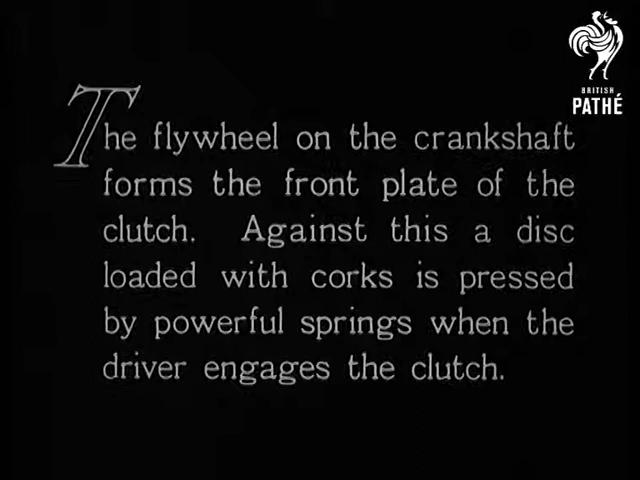 BRITISH
PATHÉ
The flywheel on the crankshaft
forms the front plate of the
clutch. Against this a disc
loaded with corks is pressed
by powerful springs when the
driver engages the clutch.